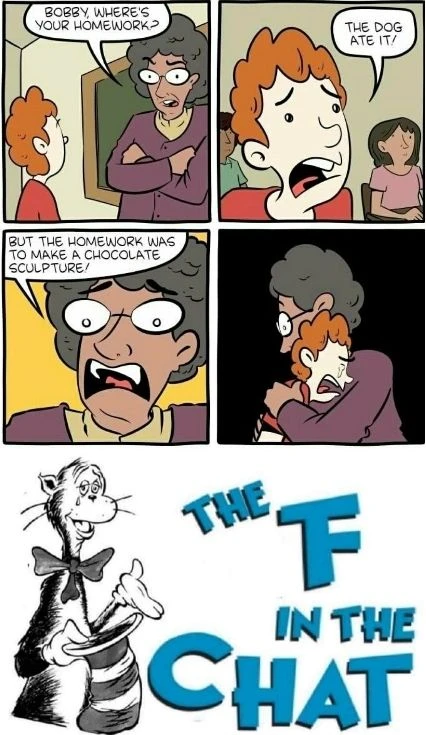 BOBBY, WHERE'S
YOUR HOMEWORK?
THE DOG
ATE IT!
BUT THE HOMEWORK WAS
TO MAKE A CHOCOLATE
SCULPTURE!
THE F
IN THE
CHAT